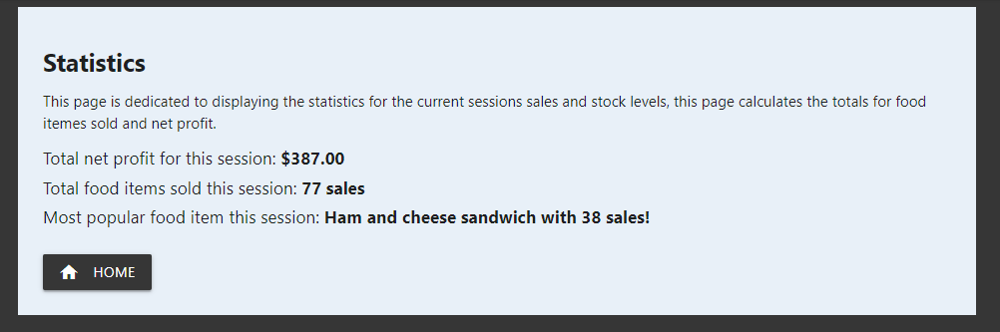 Statistics
This page is dedicated to displaying the statistics for the current sessions sales and stock levels, this page calculates the totals for food
itemes sold and net profit.
Total net profit for this session: $387.00
Total food items sold this session: 77 sales
Most popular food item this session: Ham and cheese sandwich with 38 sales!
HOME